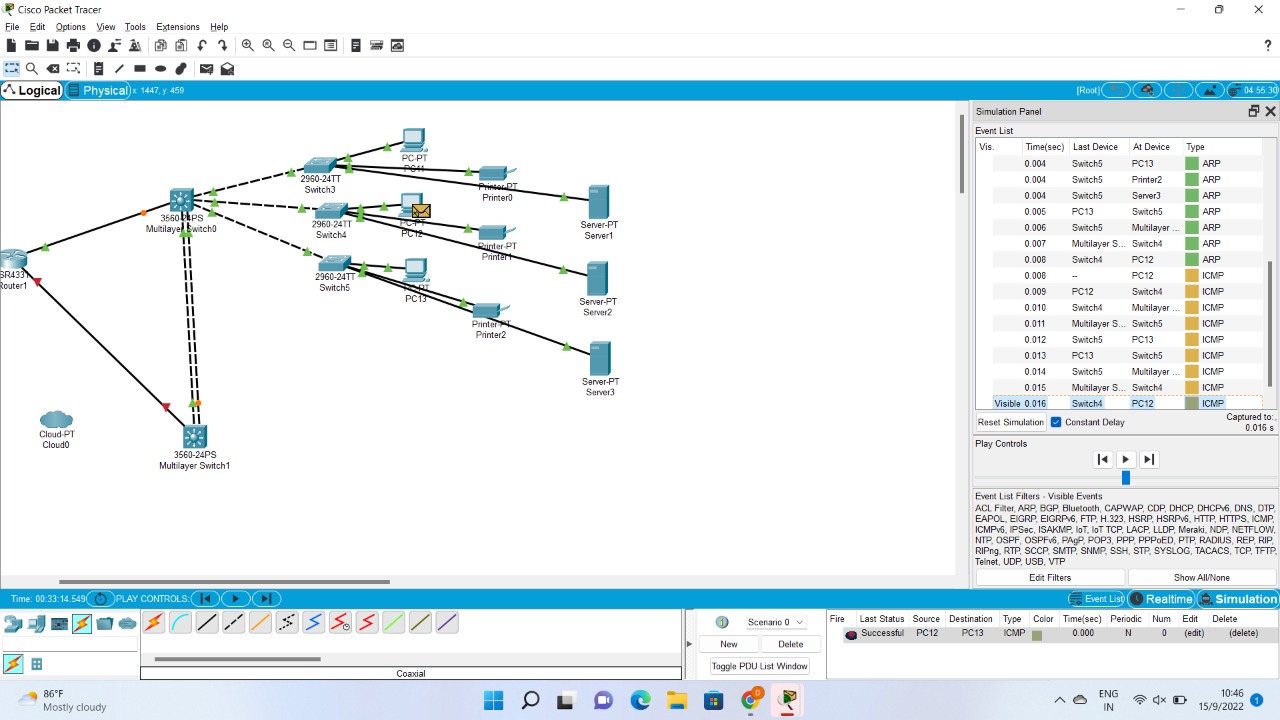 Cisco Packet Tracer
File Edit Options View Tools Extensions Help
?
Logical Physical x: 1447, y: 459 [Root] 04:55:30
PC-PT
PC11
2960-24TT
Switch3
Printer-PT
Printer0
3560-24PS
Multilayer Switch0
2960-24TT
Switch4
PC-PT
PC12
Server-PT
Server1
Printer-PT
Printer1
SR4331
Router1
2960-24TT
Switch5
PC-PT
PC13
Server-PT
Server2
Printer-PT
Printer2
Server-PT
Server3
Cloud-PT
Cloud0
3560-24PS
Multilayer Switch1
Simulation Panel
Event List
Vis. Time(sec) Last Device At Device Type
0.004 Switch5 PC13 ARP
0.004 Switch5 Printer2 ARP
0.004 Switch5 Server3 ARP
0.005 PC13 Switch5 ARP
0.006 Switch5 Multilayer ... ARP
0.007 Multilayer S... Switch4 ARP
0.008 Switch4 PC12 ARP
0.008 -- PC12 ICMP
0.009 PC12 Switch4 ICMP
0.010 Switch4 Multilayer ... ICMP
0.011 Multilayer S... Switch5 ICMP
0.012 Switch5 PC13 ICMP
0.013 PC13 Switch5 ICMP
0.014 Switch5 Multilayer ... ICMP
0.015 Multilayer S... Switch4 ICMP
Visible 0.016 Switch4 PC12 ICMP
Reset Simulation Constant Delay Captured to:
0.016 s
Play Controls
Event List Filters - Visible Events
ACL Filter, ARP, BGP, Bluetooth, CAPWAP, CDP, DHCP, DHCPv6, DNS, DTP,
EAPOL, EIGRP, EIGRPv6, FTP, H.323, HSRP, HSRPv6, HTTP, HTTPS, ICMP,
ICMPv6, IPSec, ISAKMP, IoT, IoT TCP, LACP, LLDP, Meraki, NDP, NETFLOW,
NTP, OSPF, OSPFv6, PAgP, POP3, PPP, PPPoED, PTP, RADIUS, REP, RIP,
RIPng, RTP, SCCP, SMTP, SNMP, SSH, STP, SYSLOG, TACACS, TCP, TFTP,
Telnet, UDP, USB, VTP
Edit Filters Show All/None
Time: 00:33:14.549 PLAY CONTROLS: Event List Realtime Simulation
Scenario 0
New Delete
Toggle PDU List Window
Fire Last Status Source Destination Type Color Time(sec) Periodic Num Edit Delete
Successful PC12 PC13 ICMP 0.000 N 0 (edit) (delete)
Coaxial
86°F
Mostly cloudy
D
ENG
IN
10:46
15/9/2022
1